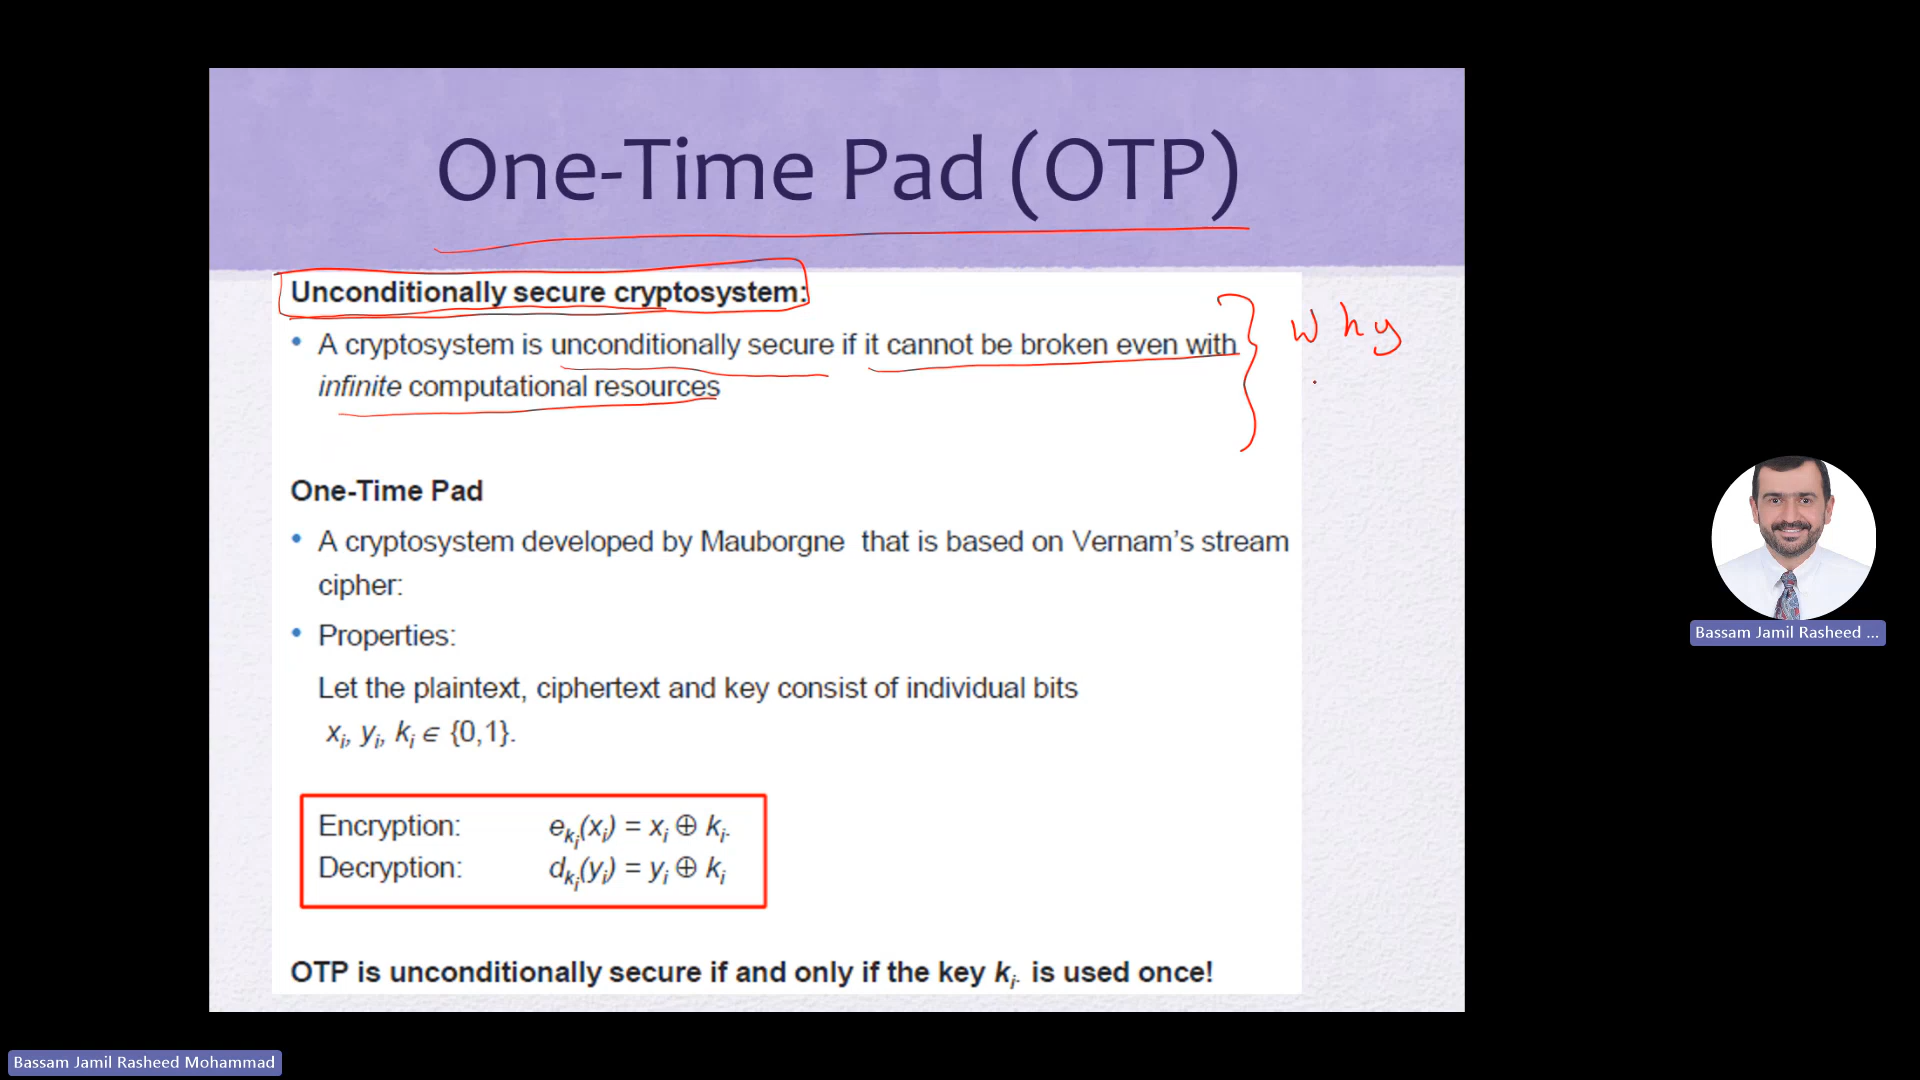 One-Time Pad (OTP)
Unconditionally secure cryptosystem:
• A cryptosystem is unconditionally secure if it cannot be broken even with
infinite computational resources
Why
One-Time Pad
• A cryptosystem developed by Mauborgne that is based on Vernam's stream
cipher:
• Properties:
Let the plaintext, ciphertext and key consist of individual bits
xᵢ, yᵢ, kᵢ ∈ {0,1}.
Encryption: e_{kᵢ}(xᵢ) = xᵢ ⊕ kᵢ.
Decryption: d_{kᵢ}(yᵢ) = yᵢ ⊕ kᵢ
OTP is unconditionally secure if and only if the key kᵢ. is used once!
Bassam Jamil Rasheed ...
Bassam Jamil Rasheed Mohammad